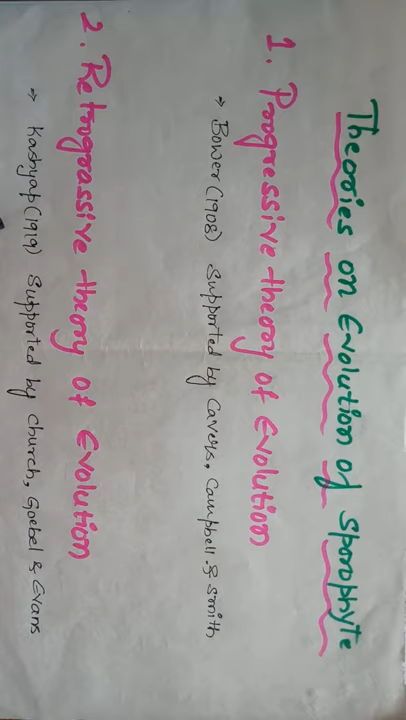 Theories on Evolution of Sporophyte
1. Progressive theory of Evolution
⇒ Bower (1908) Supported by Cavers, Campbell & Smith
2. Retrogressive theory of Evolution
⇒ Kashyap (1919) Supported by Church, Goebel & Evans